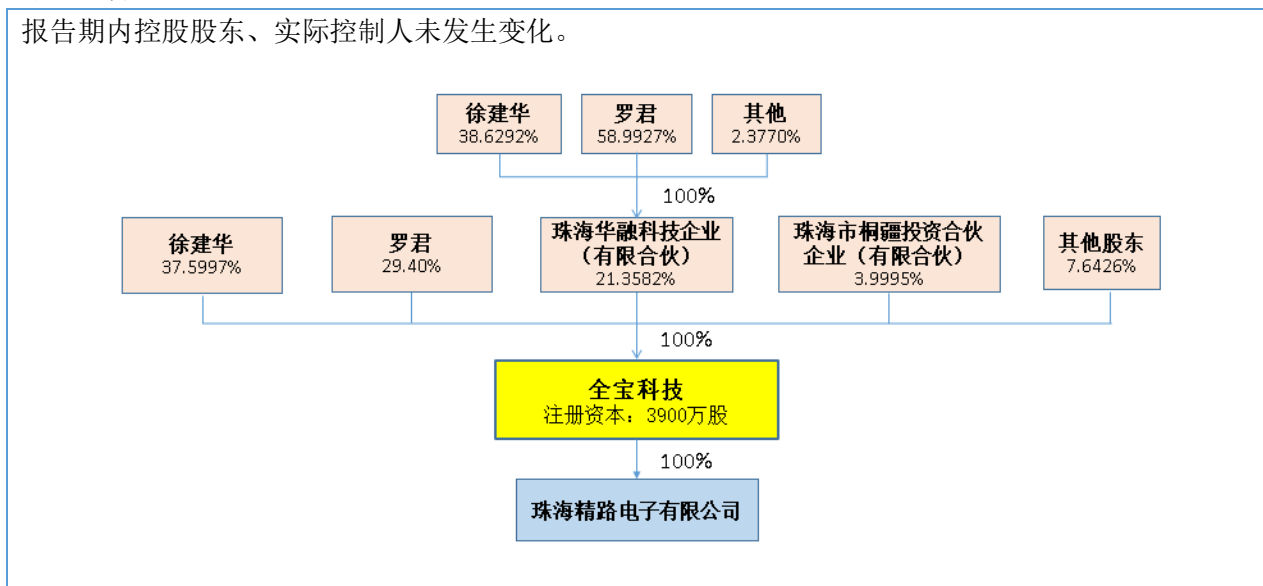 报告期内控股股东、实际控制人未发生变化。
徐建华
38.6292%
罗君
58.9927%
其他
2.3770%
100%
徐建华
37.5997%
罗君
29.40%
珠海华融科技企业
（有限合伙）
21.3582%
珠海市桐疆投资合伙
企业（有限合伙）
3.9995%
其他股东
7.6426%
100%
全宝科技
注册资本：3900万股
100%
珠海精路电子有限公司